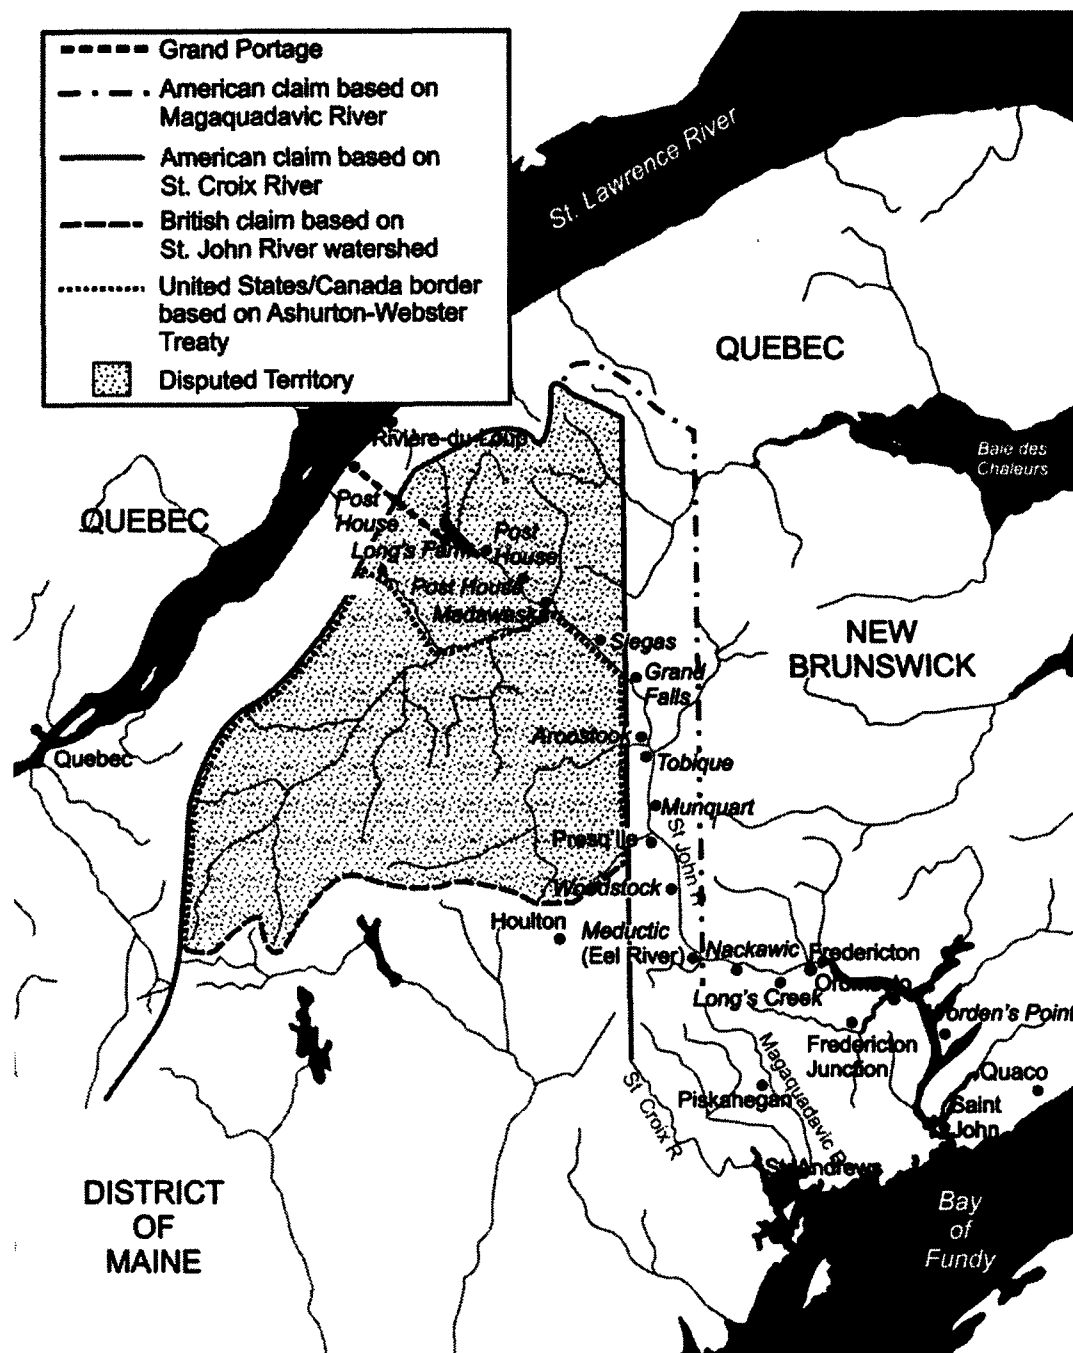 Grand Portage
American claim based on
Magaquadavic River
American claim based on
St. Croix River
British claim based on
St. John River watershed
United States/Canada border
based on Ashurton-Webster
Treaty
Disputed Territory
St. Lawrence River
QUEBEC
Baie des
Chaleurs
Rivière-du-Loup
QUEBEC
Post
House
Long's Farm
Post
House
Post House
Madawaska
Siegas
NEW
BRUNSWICK
Grand
Falls
Aroostook
Quebec
Tobique
Munquart
Presq'Ile
St John R
Woodstock
Houlton
Meductic
(Eel River)
Nackawic
Fredericton
Long's Creek
Oromocto
Worden's Point
Fredericton
Junction
Magaquadavic R
Quaco
Piskahegan
St Croix R
Saint
John
St. Andrews
DISTRICT
OF
MAINE
Bay
of
Fundy